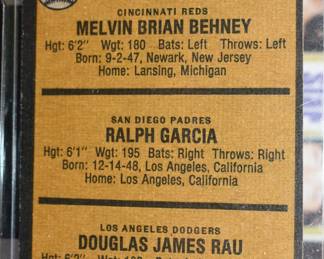 CINCINNATI REDS
MELVIN BRIAN BEHNEY
Hgt: 6'2" Wgt: 180 Bats: Left Throws: Left
Born: 9-2-47, Newark, New Jersey
Home: Lansing, Michigan
SAN DIEGO PADRES
RALPH GARCIA
Hgt: 6'1" Wgt: 195 Bats: Right Throws: Right
Born: 12-14-48, Los Angeles, California
Home: Los Angeles, California
LOS ANGELES DODGERS
DOUGLAS JAMES RAU